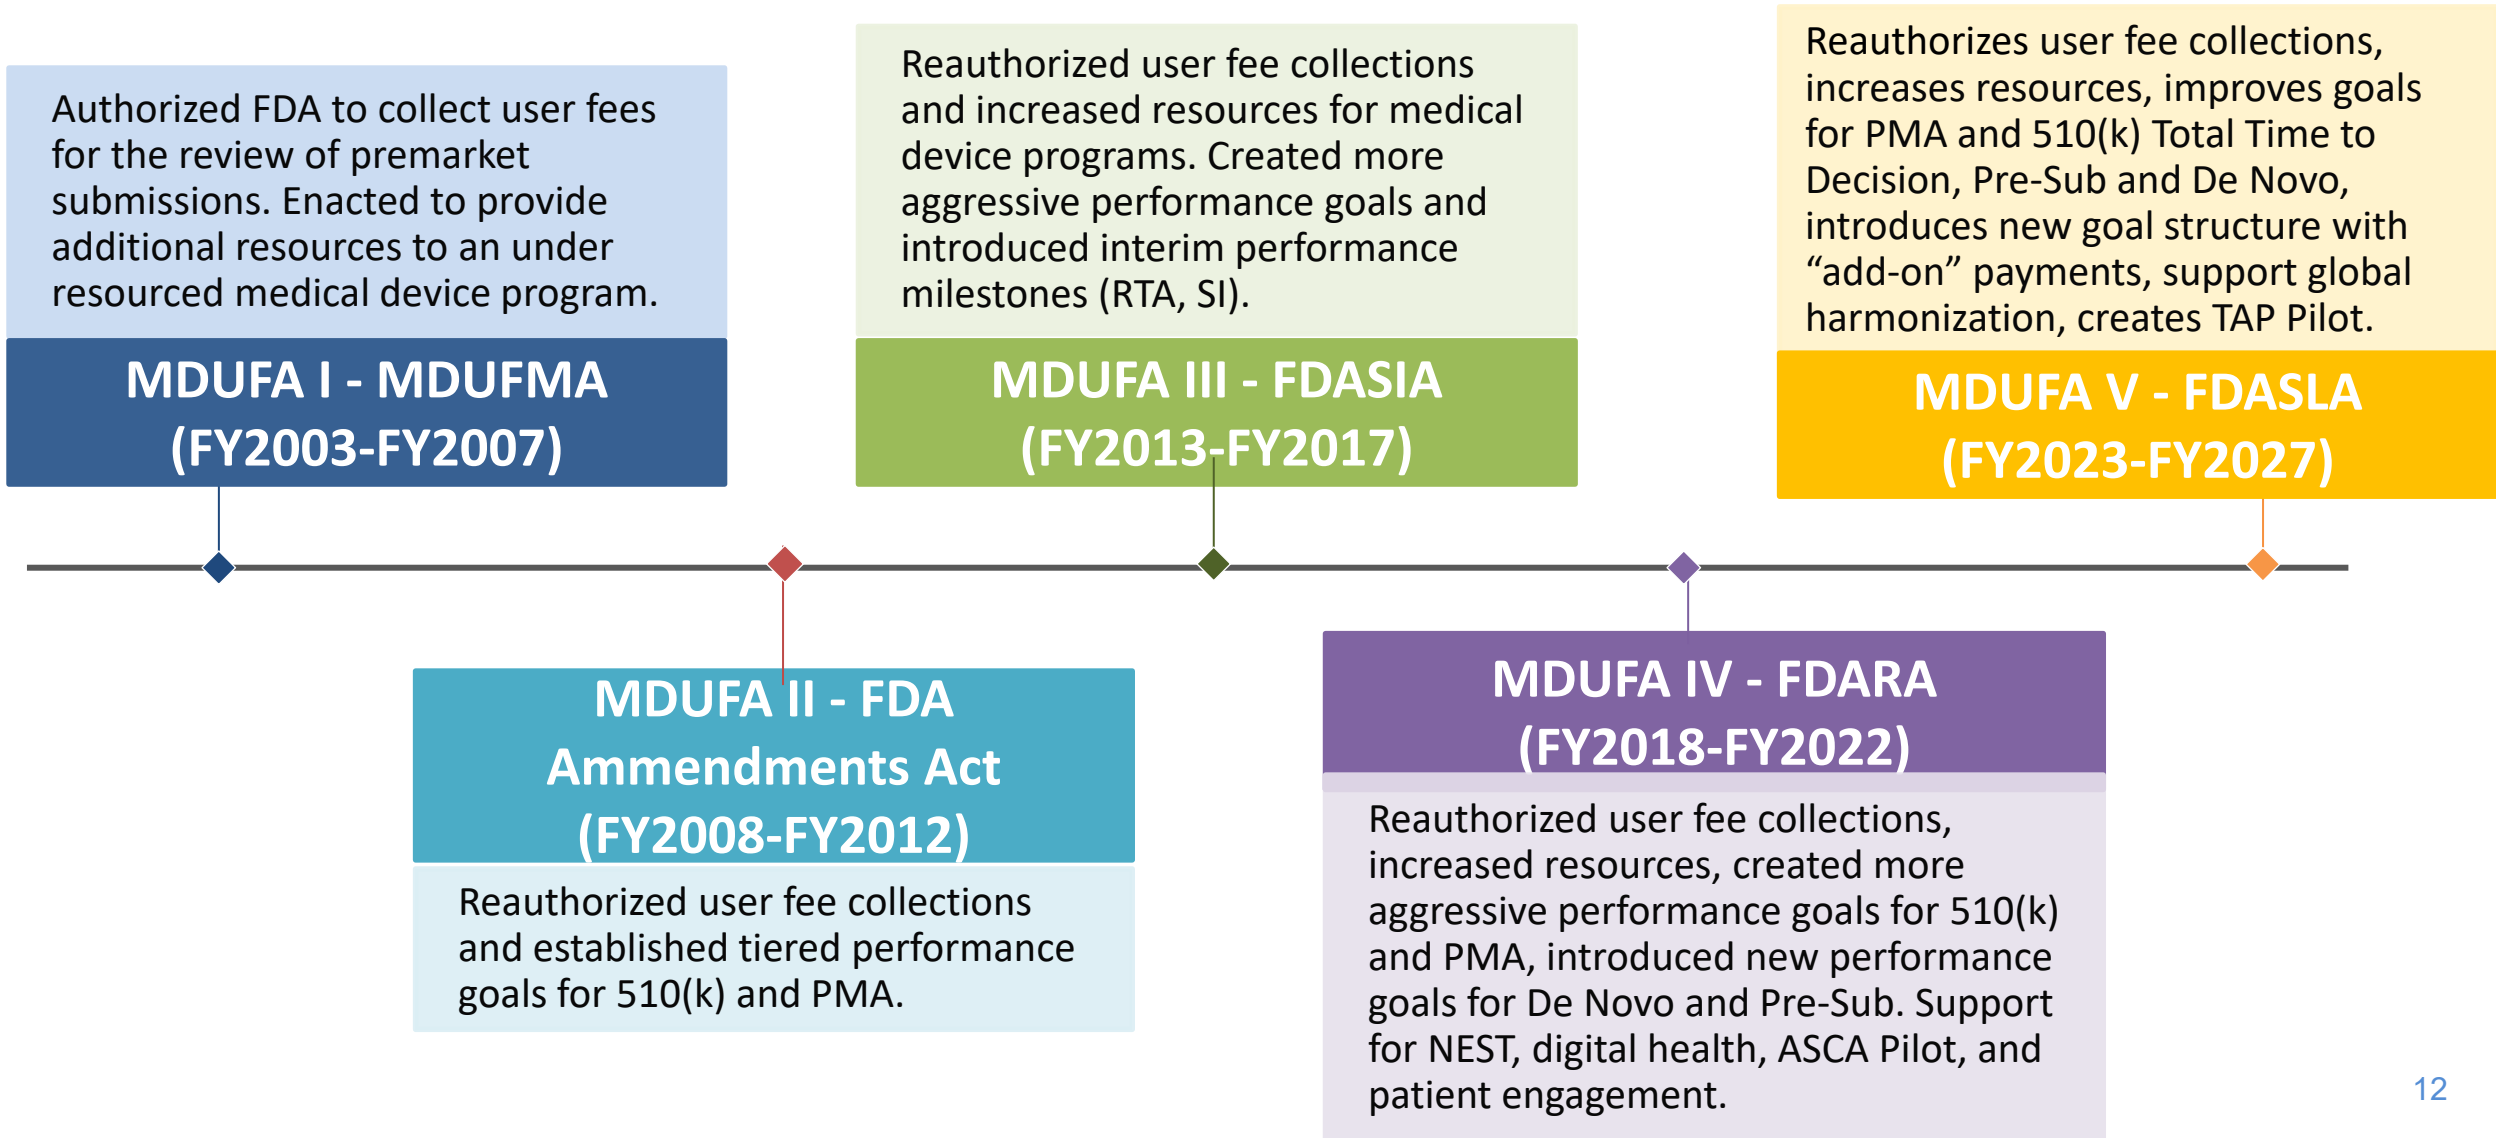 Authorized FDA to collect user fees
for the review of premarket
submissions. Enacted to provide
additional resources to an under
resourced medical device program.
MDUFA I - MDUFMA
(FY2003-FY2007)
MDUFA II - FDA
Ammendments Act
(FY2008-FY2012)
Reauthorized user fee collections
and established tiered performance
goals for 510(k) and PMA.
Reauthorized user fee collections
and increased resources for medical
device programs. Created more
aggressive performance goals and
introduced interim performance
milestones (RTA, SI).
MDUFA III - FDASIA
(FY2013-FY2017)
MDUFA IV - FDARA
(FY2018-FY2022)
Reauthorized user fee collections,
increased resources, created more
aggressive performance goals for 510(k)
and PMA, introduced new performance
goals for De Novo and Pre-Sub. Support
for NEST, digital health, ASCA Pilot, and
patient engagement.
Reauthorizes user fee collections,
increases resources, improves goals
for PMA and 510(k) Total Time to
Decision, Pre-Sub and De Novo,
introduces new goal structure with
“add-on” payments, support global
harmonization, creates TAP Pilot.
MDUFA V - FDASLA
(FY2023-FY2027)
12